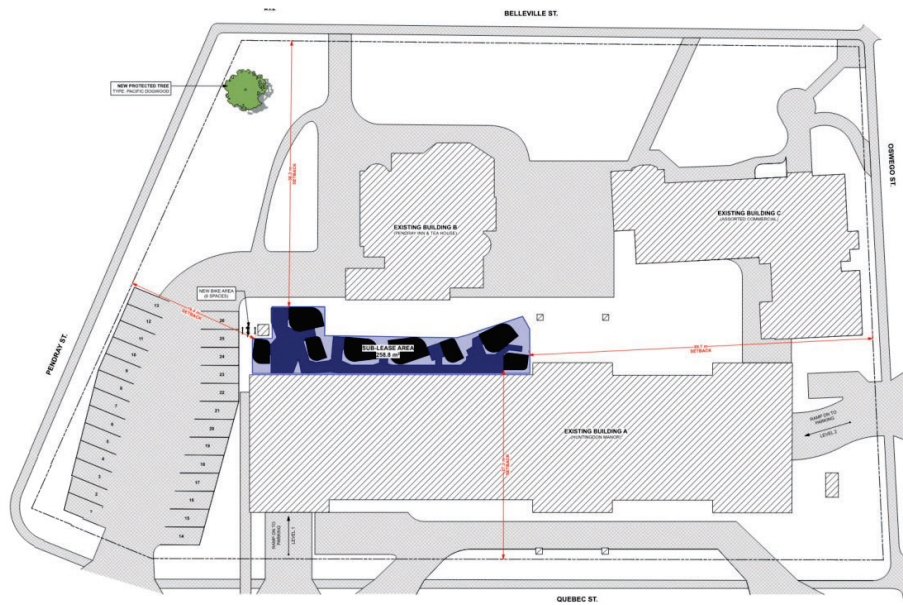 BELLEVILLE ST.
NEW PROTECTED TREE
TYPE: PACIFIC DOGWOOD
SETBACK
OSWEGO ST.
EXISTING BUILDING B
(PENDRAY INN & TEA HOUSE)
EXISTING BUILDING C
(ASSORTED COMMERCIAL)
NEW BIKE AREA
(6 SPACES)
SETBACK
PENDRAY ST.
13
12
11
10
9
8
7
6
5
4
3
2
1
26
25
24
23
22
21
20
19
18
17
16
15
14
SUB-LEASE AREA
258.8 m²
SETBACK
EXISTING BUILDING A
(HUNTINGDON MANOR)
SETBACK
RAMP ON TO
PARKING
LEVEL 2
RAMP ON TO
PARKING
LEVEL 1
QUEBEC ST.